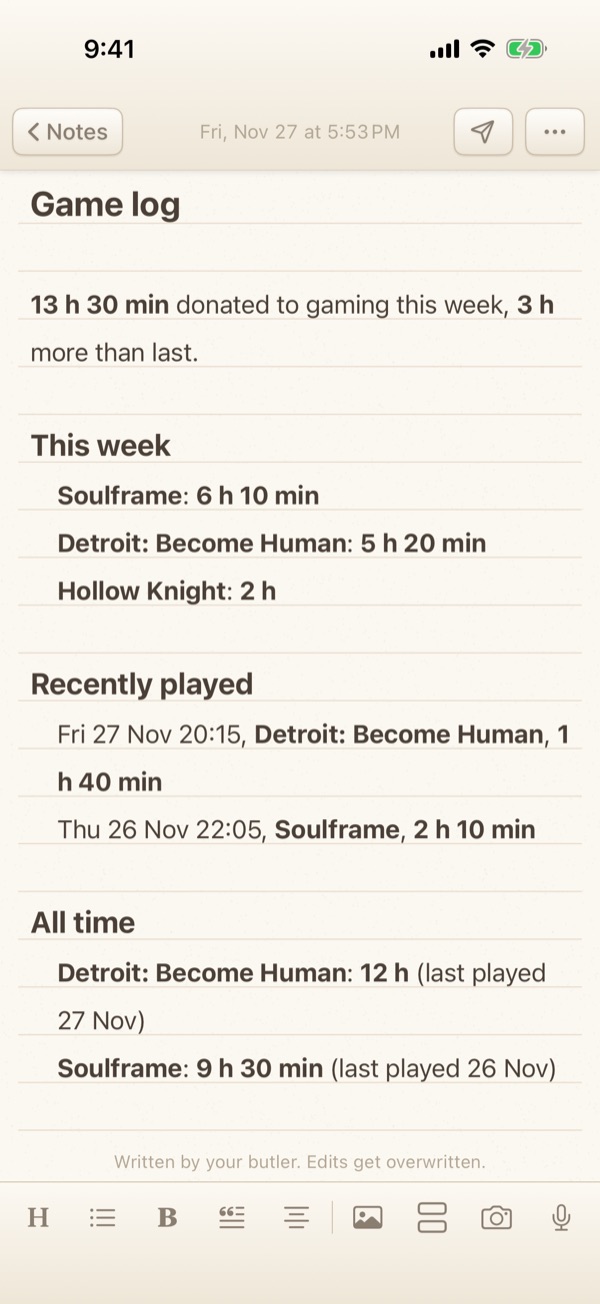 9:41
Notes
Fri, Nov 27 at 5:53 PM
Game log
13 h 30 min donated to gaming this week, 3 h
more than last.
This week
Soulframe: 6 h 10 min
Detroit: Become Human: 5 h 20 min
Hollow Knight: 2 h
Recently played
Fri 27 Nov 20:15, Detroit: Become Human, 1
h 40 min
Thu 26 Nov 22:05, Soulframe, 2 h 10 min
All time
Detroit: Become Human: 12 h (last played
27 Nov)
Soulframe: 9 h 30 min (last played 26 Nov)
Written by your butler. Edits get overwritten.
H
B